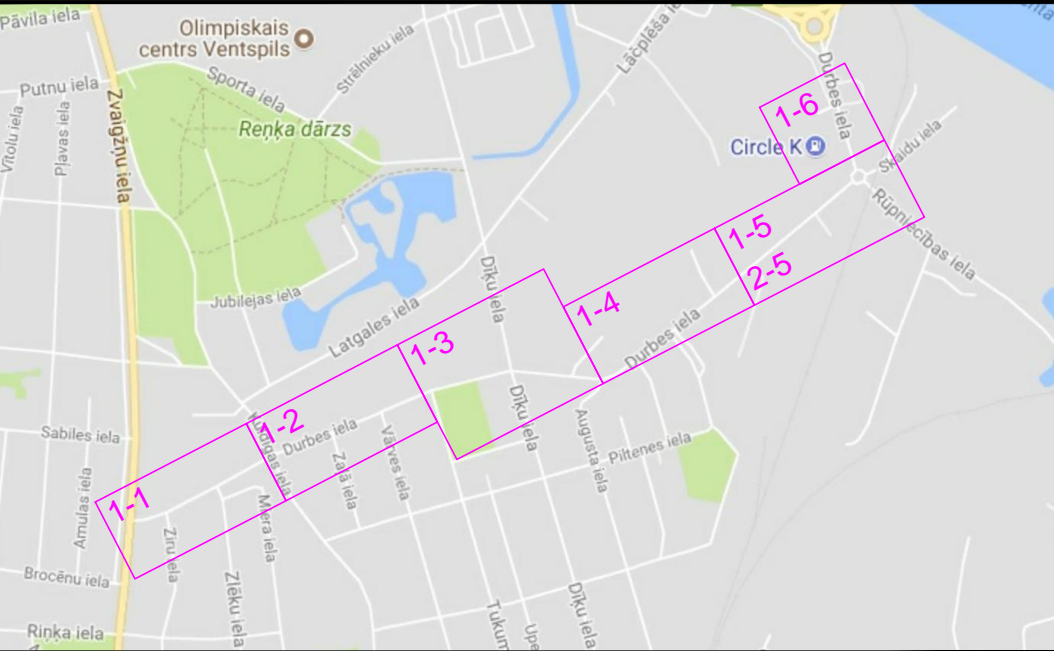 Pāvila iela
Olimpiskais
centrs Ventspils
Strēlnieku iela
Lāčplēša
Durbes iela
Putnu iela
Zvaigžņu iela
Sporta iela
Reņķa dārzs
1-6
Circle K
Skaidu iela
Vītolu iela
Pļavas iela
Rūpniecības iela
1-5
2-5
Dīķu iela
Jubilejas iela
Latgales iela
1-4
1-3
Durbes iela
1-2
Kuldīgas iela
Durbes iela
Dīķu iela
Augusta iela
Piltenes iela
Sabiles iela
Zaļā iela
Vārves iela
Amulas iela
1-1
Miera iela
Ziru iela
Brocēnu iela
Zlēku iela
Dīķu iela
Tukum
Upe
Riņķa iela